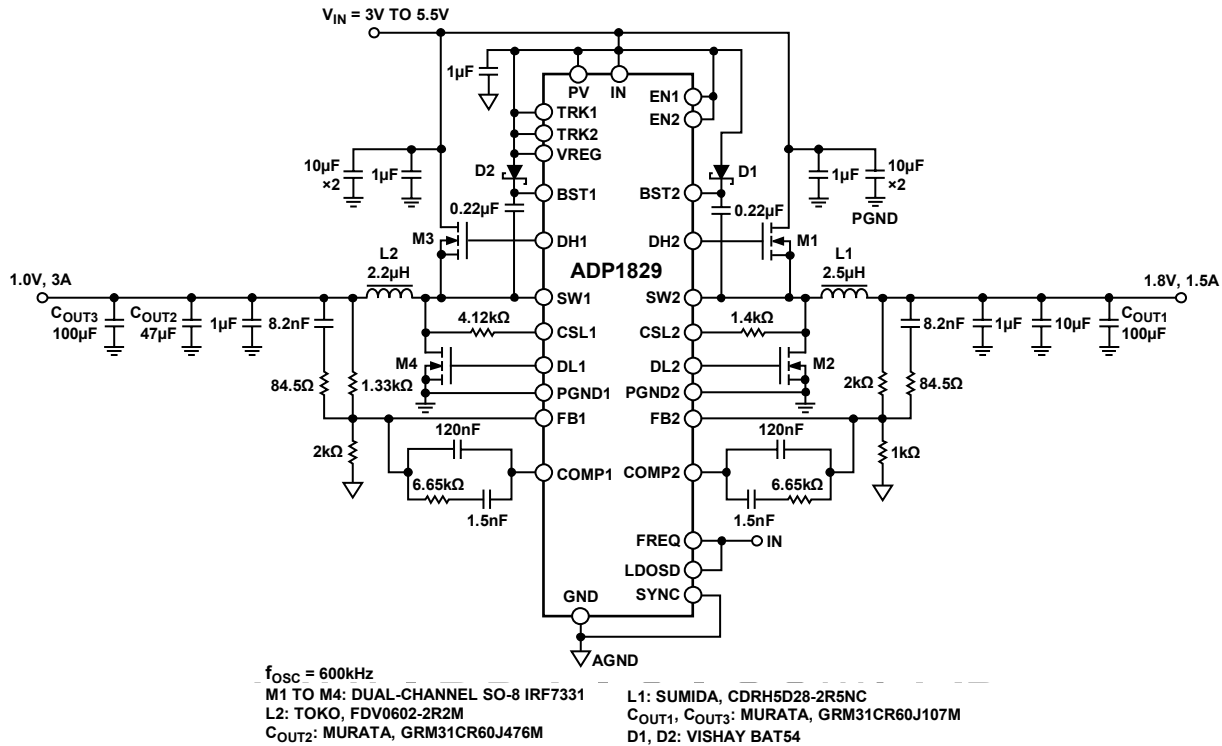 V_IN = 3V TO 5.5V
1µF
PV
IN
TRK1
TRK2
VREG
EN1
EN2
10µF
×2
1µF
D2
D1
1µF
10µF
×2
PGND
BST1
BST2
0.22µF
0.22µF
M3
DH1
DH2
M1
ADP1829
1.0V, 3A
L2
2.2µH
SW1
SW2
L1
2.5µH
1.8V, 1.5A
C_OUT3
100µF
C_OUT2
47µF
1µF
8.2nF
4.12kΩ
CSL1
CSL2
1.4kΩ
8.2nF
1µF
10µF
C_OUT1
100µF
M4
DL1
DL2
M2
84.5Ω
1.33kΩ
PGND1
PGND2
2kΩ
84.5Ω
FB1
FB2
2kΩ
120nF
120nF
1kΩ
COMP1
COMP2
6.65kΩ
6.65kΩ
1.5nF
1.5nF
FREQ
IN
LDOSD
SYNC
GND
AGND
f_OSC = 600kHz
M1 TO M4: DUAL-CHANNEL SO-8 IRF7331
L2: TOKO, FDV0602-2R2M
C_OUT2: MURATA, GRM31CR60J476M
L1: SUMIDA, CDRH5D28-2R5NC
C_OUT1, C_OUT3: MURATA, GRM31CR60J107M
D1, D2: VISHAY BAT54